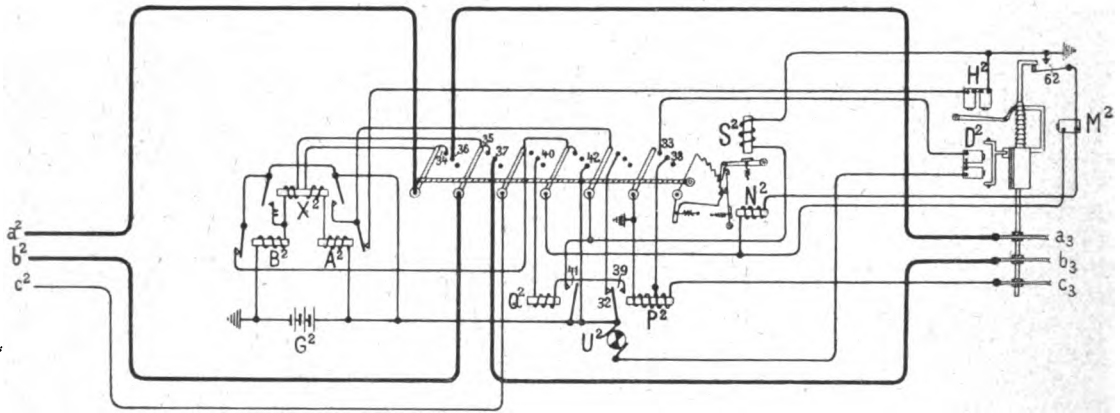 a² b² c²
X² B² A² G²
34 36 35 37 40 42 33 38
41 39 32
Q² U² P²
S² N²
H² D² M² 62
a₃ b₃ c₃